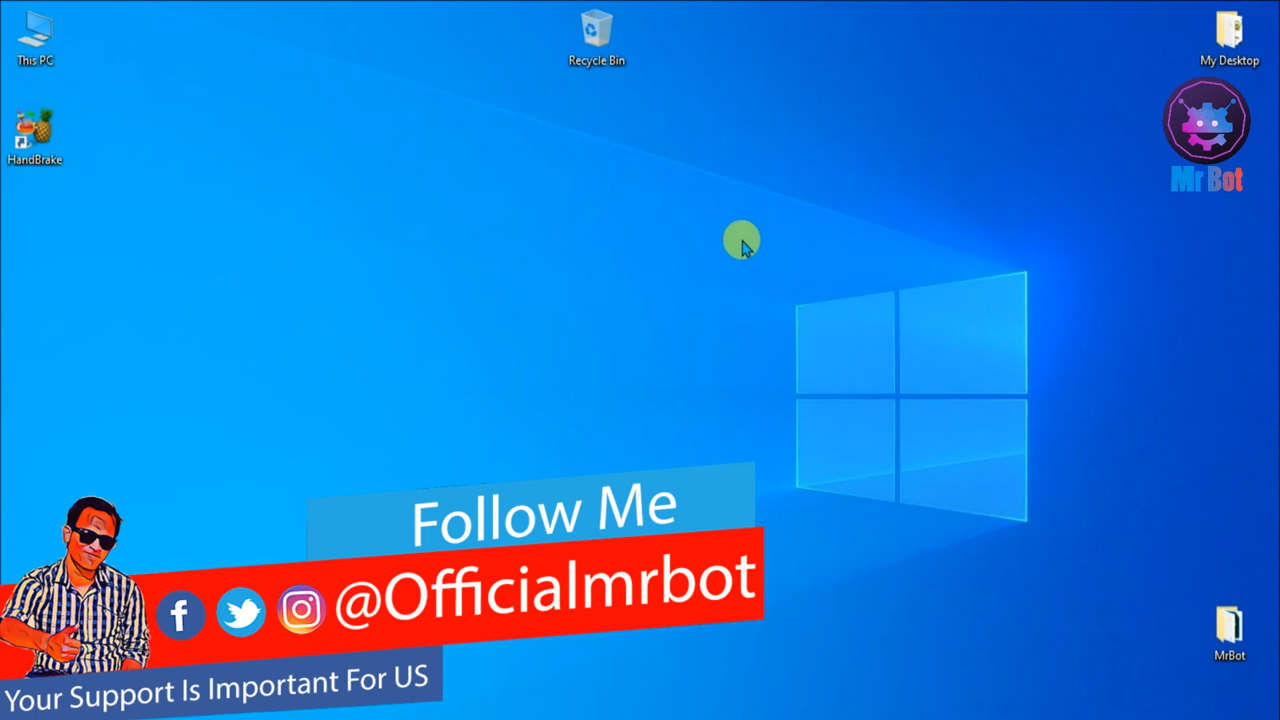 This PC
Recycle Bin
My Desktop
HandBrake
Mr Bot
Follow Me
@Officialmrbot
Your Support Is Important For US
MrBot